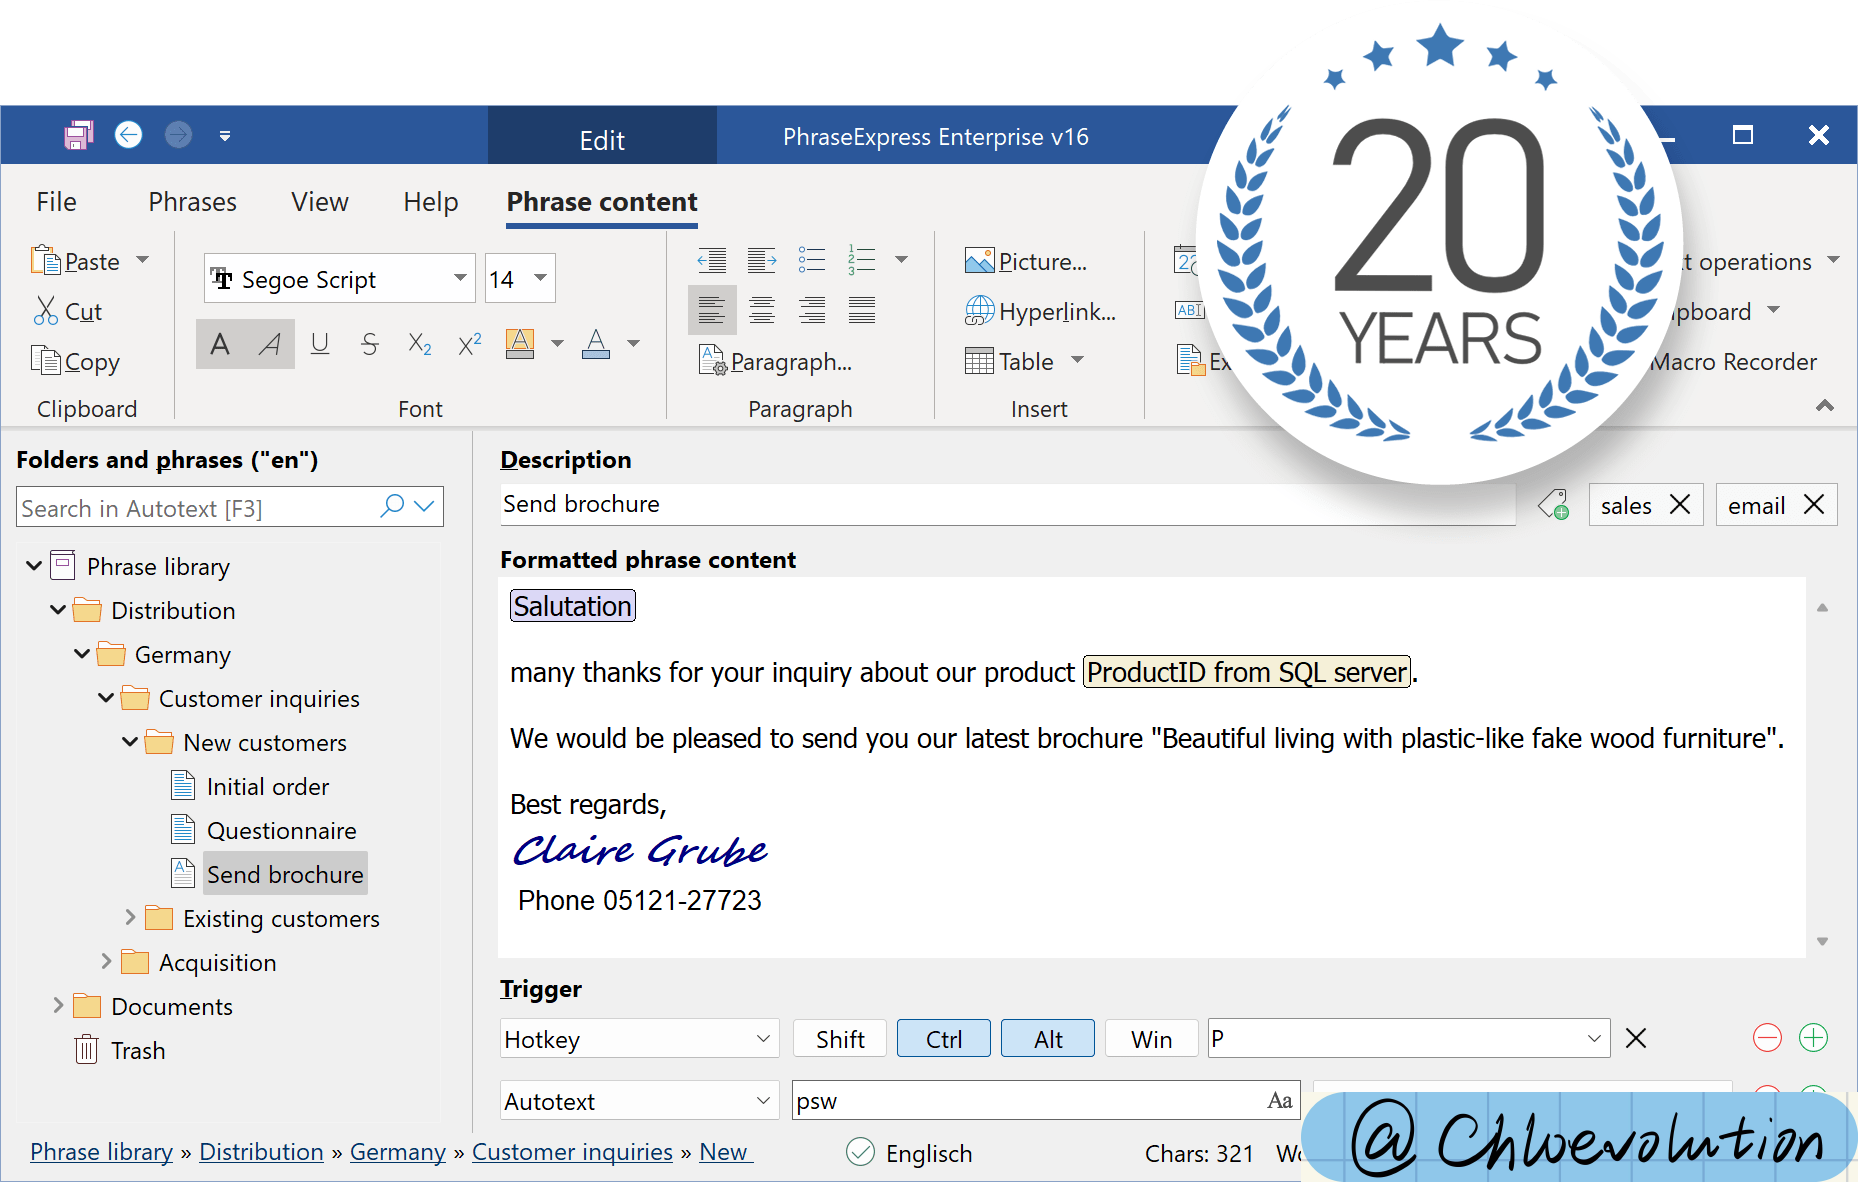 Edit
PhraseExpress Enterprise v16
20
YEARS
File Phrases View Help Phrase content
Paste
Cut
Copy
Clipboard
Segoe Script 14
A A U S X2 X2 A A
Font
1
2
3
Paragraph...
Paragraph
Picture...
Hyperlink...
Table
Insert
ABI
operations
Macro Recorder
Folders and phrases ("en")
Search in Autotext [F3]
Phrase library
Distribution
Germany
Customer inquiries
New customers
Initial order
Questionnaire
Send brochure
Existing customers
Acquisition
Documents
Trash
Description
Send brochure
sales
email
Formatted phrase content
Salutation
many thanks for your inquiry about our product ProductID from SQL server.
We would be pleased to send you our latest brochure "Beautiful living with plastic-like fake wood furniture".
Best regards,
Claire Grube
Phone 05121-27723
Trigger
Hotkey Shift Ctrl Alt Win P
Autotext psw Aa
Phrase library » Distribution » Germany » Customer inquiries » New
Englisch
Chars: 321
@Chloevolution